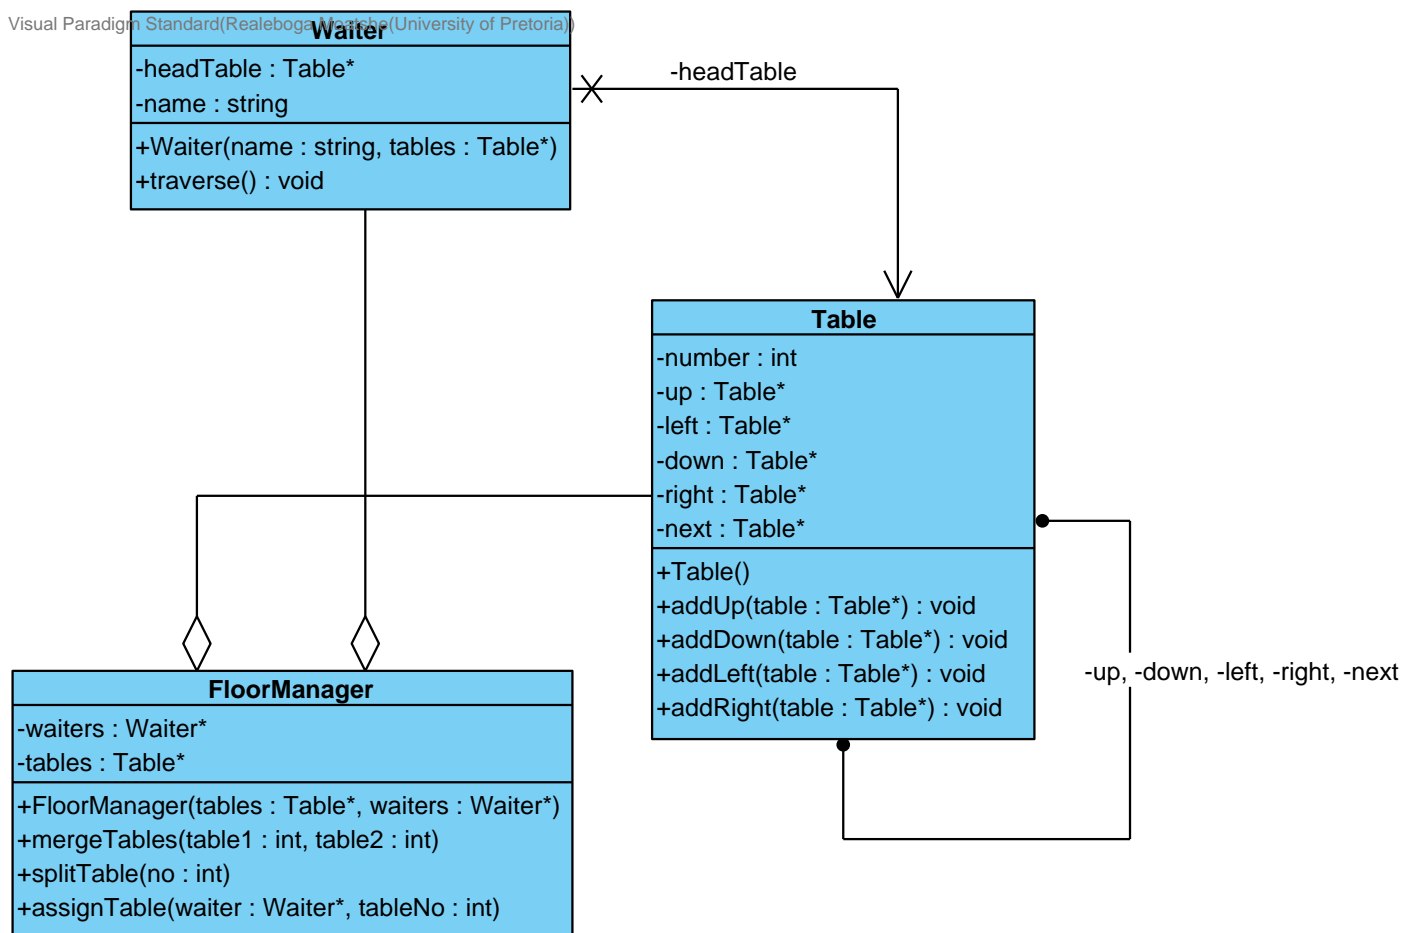 Visual Paradigm Standard(Realeboga Moatshe(University of Pretoria))
Waiter
-headTable : Table*
-name : string
+Waiter(name : string, tables : Table*)
+traverse() : void
-headTable
Table
-number : int
-up : Table*
-left : Table*
-down : Table*
-right : Table*
-next : Table*
+Table()
+addUp(table : Table*) : void
+addDown(table : Table*) : void
+addLeft(table : Table*) : void
+addRight(table : Table*) : void
-up, -down, -left, -right, -next
FloorManager
-waiters : Waiter*
-tables : Table*
+FloorManager(tables : Table*, waiters : Waiter*)
+mergeTables(table1 : int, table2 : int)
+splitTable(no : int)
+assignTable(waiter : Waiter*, tableNo : int)